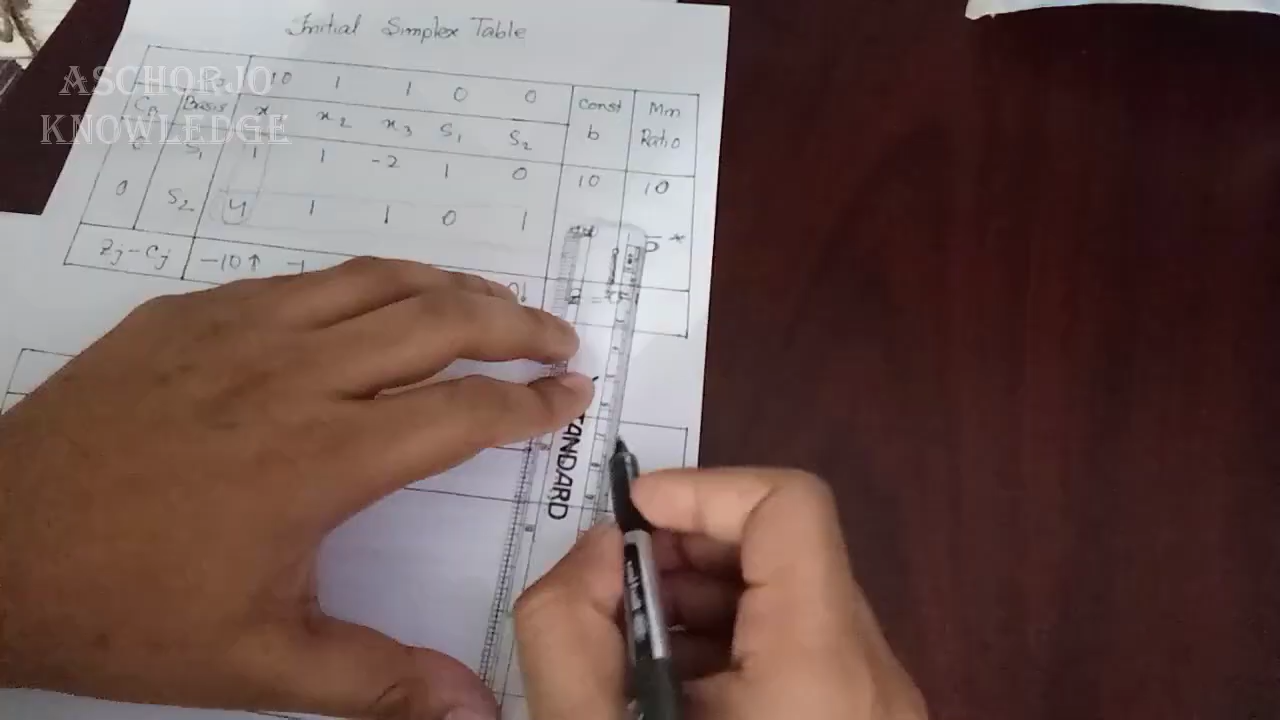 Initial Simplex Table
ASCHORJO
KNOWLEDGE
10 1 1 0 0 Const Min
CB Basis x x2 x3 S1 S2 b Ratio
S1 1 1 -2 1 0 10 10
0 S2 4 1 1 0 1 *
Zj-Cj -10↑ -1
STANDARD